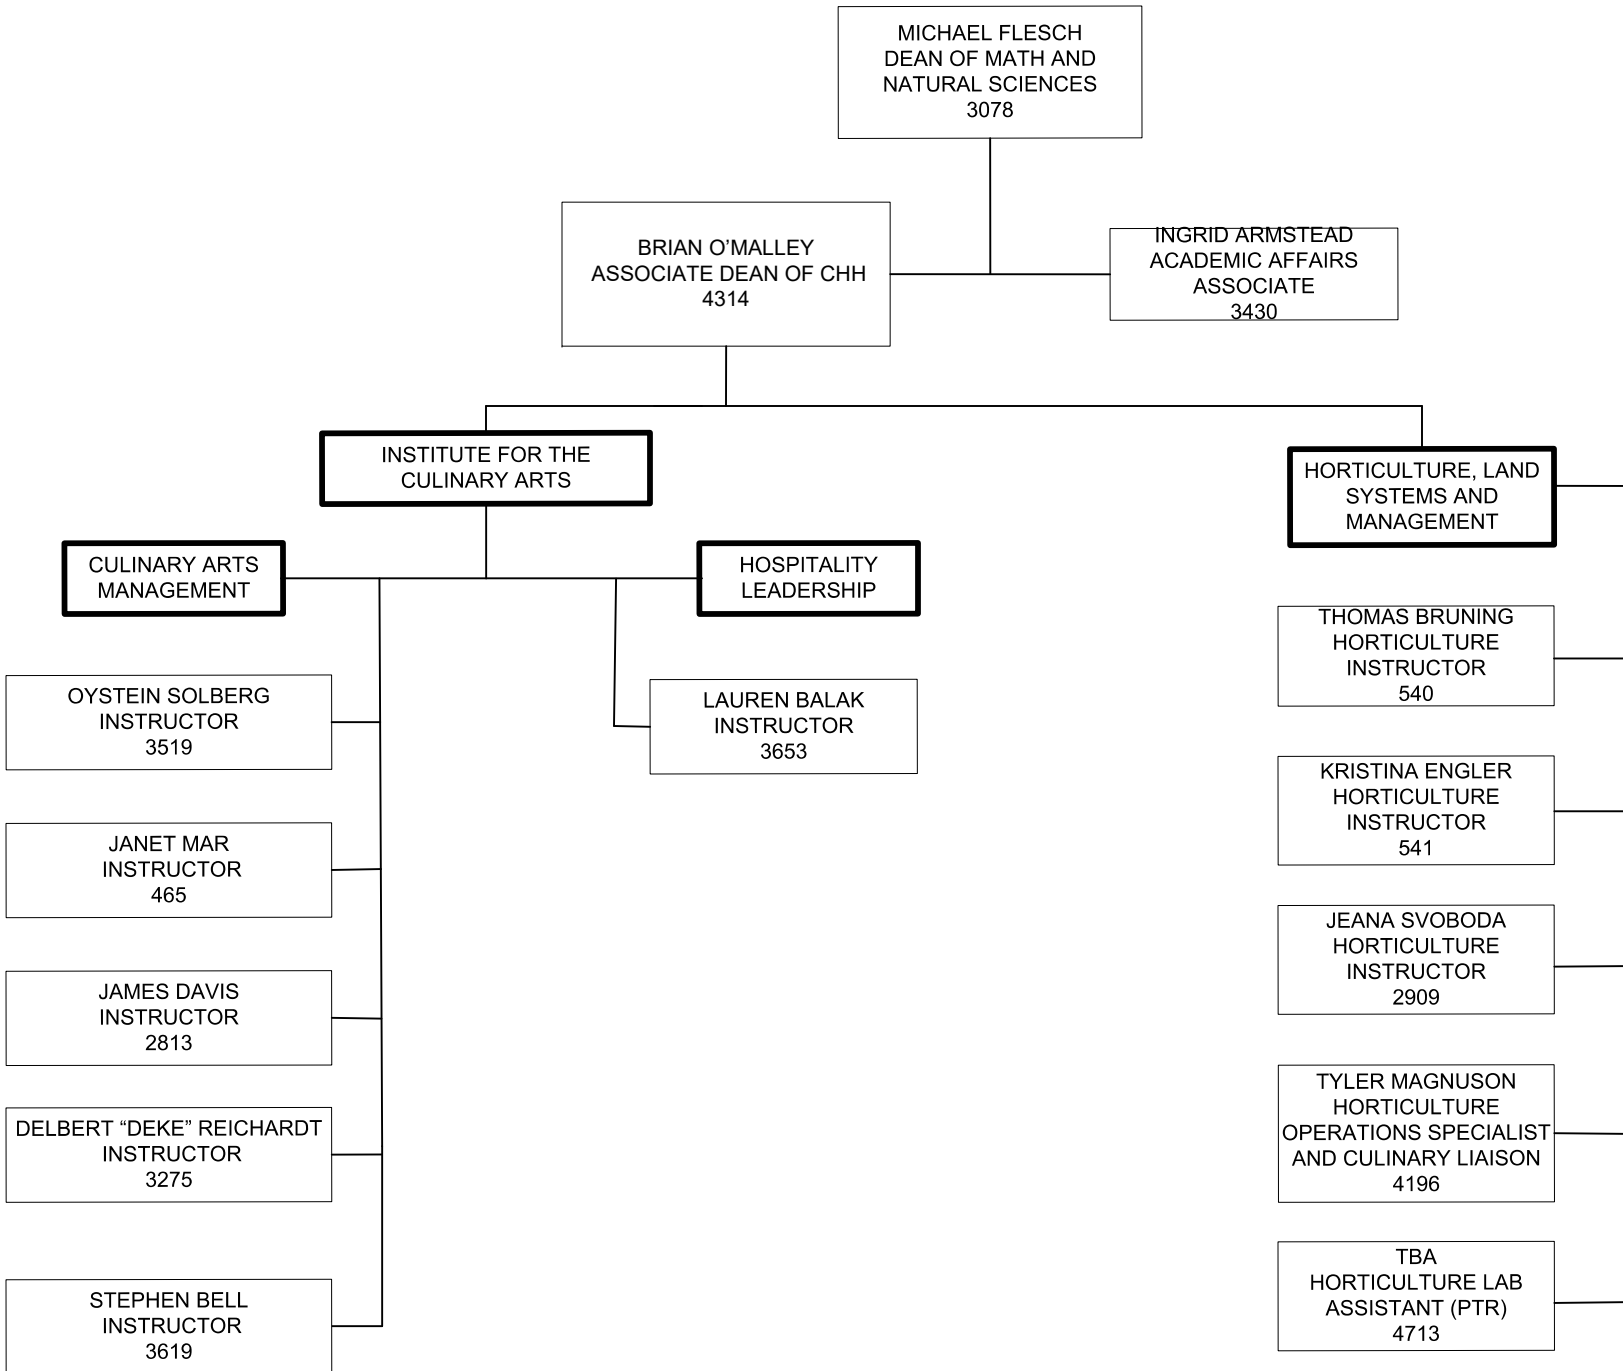 MICHAEL FLESCH
DEAN OF MATH AND
NATURAL SCIENCES
3078
BRIAN O’MALLEY
ASSOCIATE DEAN OF CHH
4314
INGRID ARMSTEAD
ACADEMIC AFFAIRS
ASSOCIATE
3430
INSTITUTE FOR THE
CULINARY ARTS
HORTICULTURE, LAND
SYSTEMS AND
MANAGEMENT
CULINARY ARTS
MANAGEMENT
HOSPITALITY
LEADERSHIP
OYSTEIN SOLBERG
INSTRUCTOR
3519
JANET MAR
INSTRUCTOR
465
JAMES DAVIS
INSTRUCTOR
2813
DELBERT “DEKE” REICHARDT
INSTRUCTOR
3275
STEPHEN BELL
INSTRUCTOR
3619
LAUREN BALAK
INSTRUCTOR
3653
THOMAS BRUNING
HORTICULTURE
INSTRUCTOR
540
KRISTINA ENGLER
HORTICULTURE
INSTRUCTOR
541
JEANA SVOBODA
HORTICULTURE
INSTRUCTOR
2909
TYLER MAGNUSON
HORTICULTURE
OPERATIONS SPECIALIST
AND CULINARY LIAISON
4196
TBA
HORTICULTURE LAB
ASSISTANT (PTR)
4713